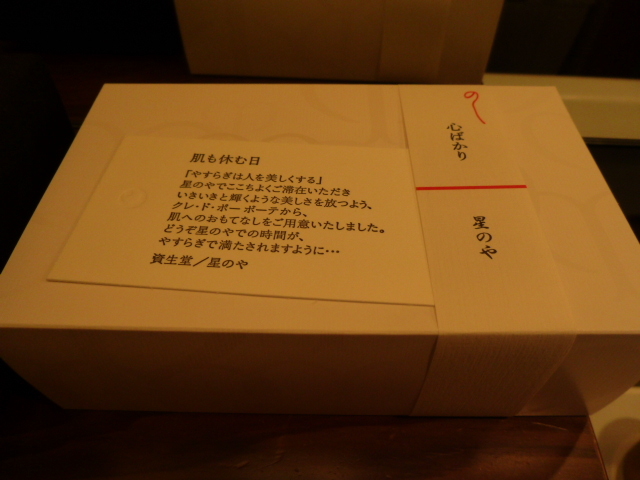 肌も休む日
「やすらぎは人を美しくする」
星のやでここちよくご滞在いただき
いきいきと輝くような美しさを放つよう、
クレ・ド・ポー ボーテから、
肌へのおもてなしをご用意いたしました。
どうぞ星のやでの時間が、
やすらぎで満たされますように…
資生堂／星のや
のし
心ばかり
星のや